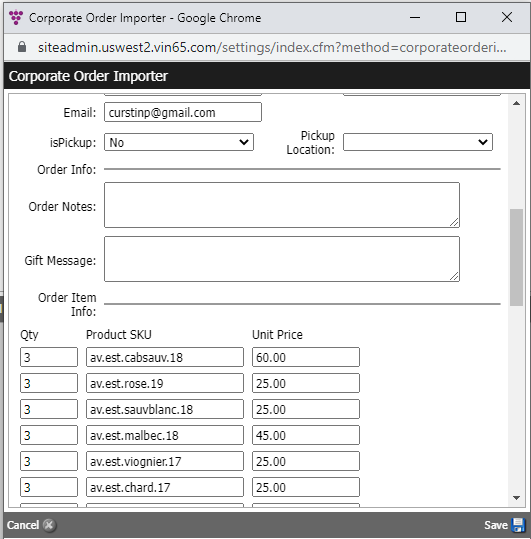 Corporate Order Importer - Google Chrome
siteadmin.uswest2.vin65.com/settings/index.cfm?method=corporateorderi...
Corporate Order Importer
Email: curstinp@gmail.com
isPickup: No Pickup Location:
Order Info:
Order Notes:
Gift Message:
Order Item Info:
Qty Product SKU Unit Price
3 av.est.cabsauv.18 60.00
3 av.est.rose.19 25.00
3 av.est.sauvblanc.18 25.00
3 av.est.malbec.18 45.00
3 av.est.viognier.17 25.00
3 av.est.chard.17 25.00
Cancel Save